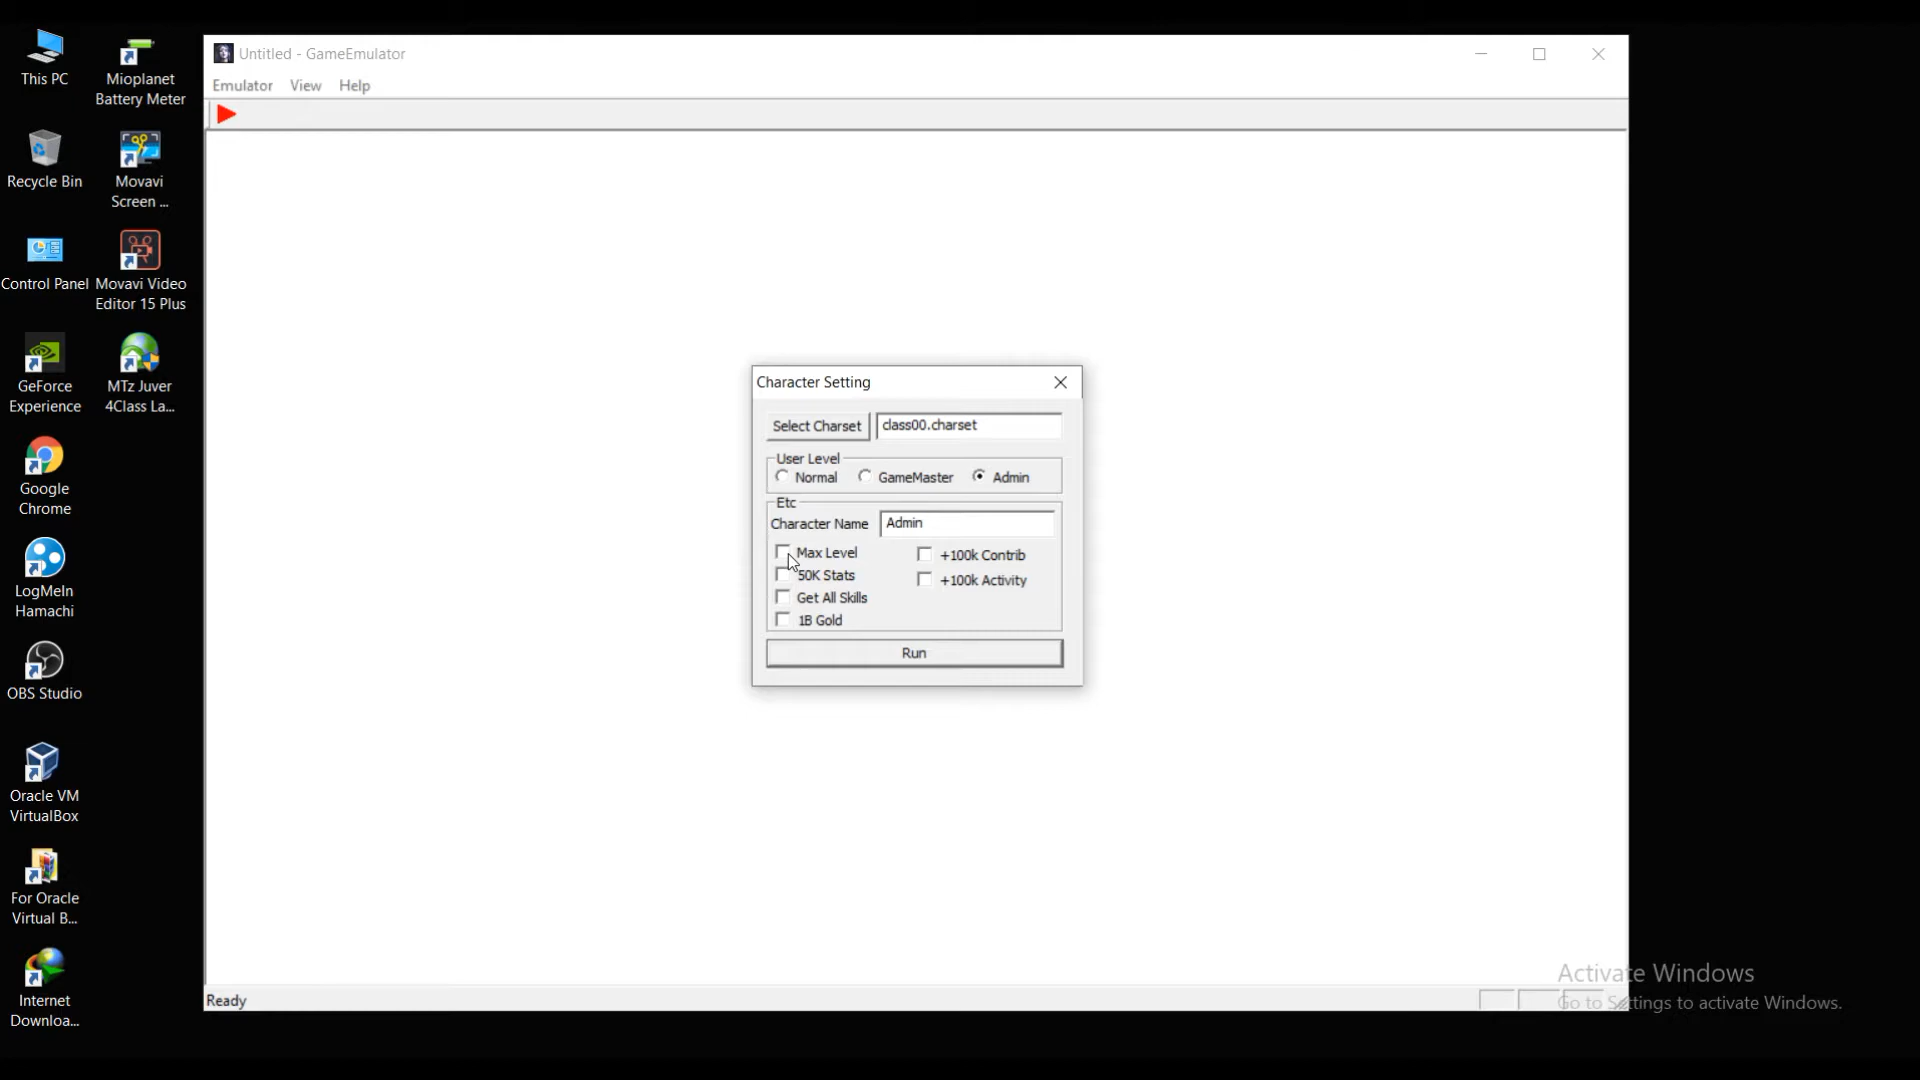 This PC
Mioplanet
Battery Meter
Recycle Bin
Movavi
Screen ...
Control Panel
Movavi Video
Editor 15 Plus
GeForce
Experience
MTz Juver
4Class La...
Google
Chrome
LogMeIn
Hamachi
OBS Studio
Oracle VM
VirtualBox
For Oracle
Virtual B...
Internet
Downloa...
Untitled - GameEmulator
Emulator View Help
Character Setting
Select Charset class00.charset
User Level
Normal GameMaster Admin
Etc
Character Name Admin
Max Level +100k Contrib
50K Stats +100k Activity
Get All Skills
1B Gold
Run
Ready
Activate Windows
Go to Settings to activate Windows.